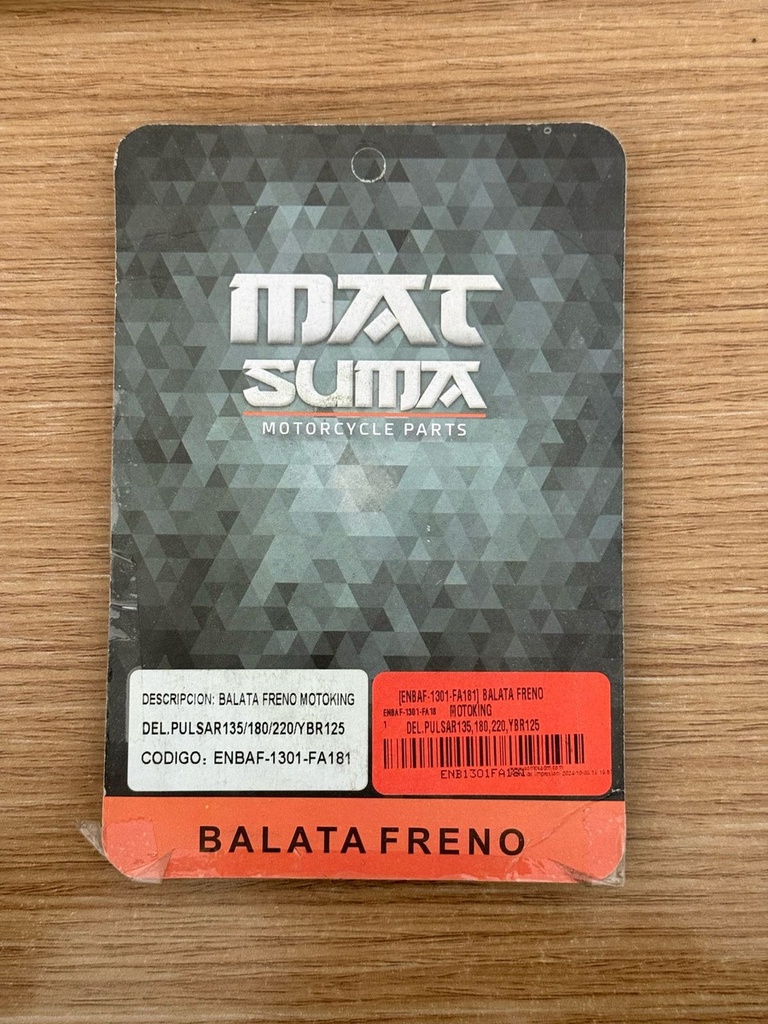 MAT
SUMA
MOTORCYCLE PARTS
DESCRIPCION: BALATA FRENO MOTOKING
DEL.PULSAR135/180/220/YBR125
CODIGO: ENBAF-1301-FA181
[ENBAF-1301-FA181] BALATA FRENO
ENBAF-1301-FA18 MOTOKING
1 DEL.PULSAR135,180,220,YBR125
ENB1301FA181
BALATA FRENO